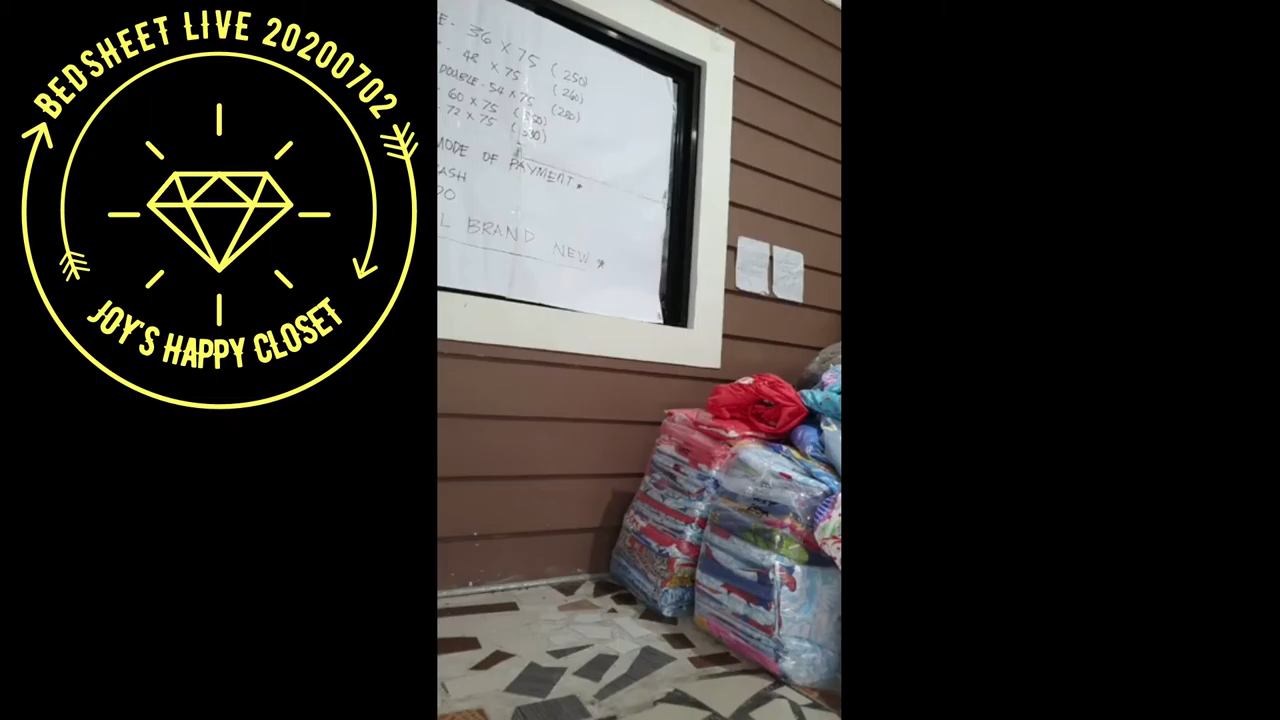 BEDSHEET LIVE 20200702
JOY'S HAPPY CLOSET
E- 36 X 75 (250)
- 48 X 75 (260)
DOUBLE- 54 X 75 (280)
- 60 X 75
- 72 X 75
MODE OF PAYMENT
ASH
L BRAND NEW *